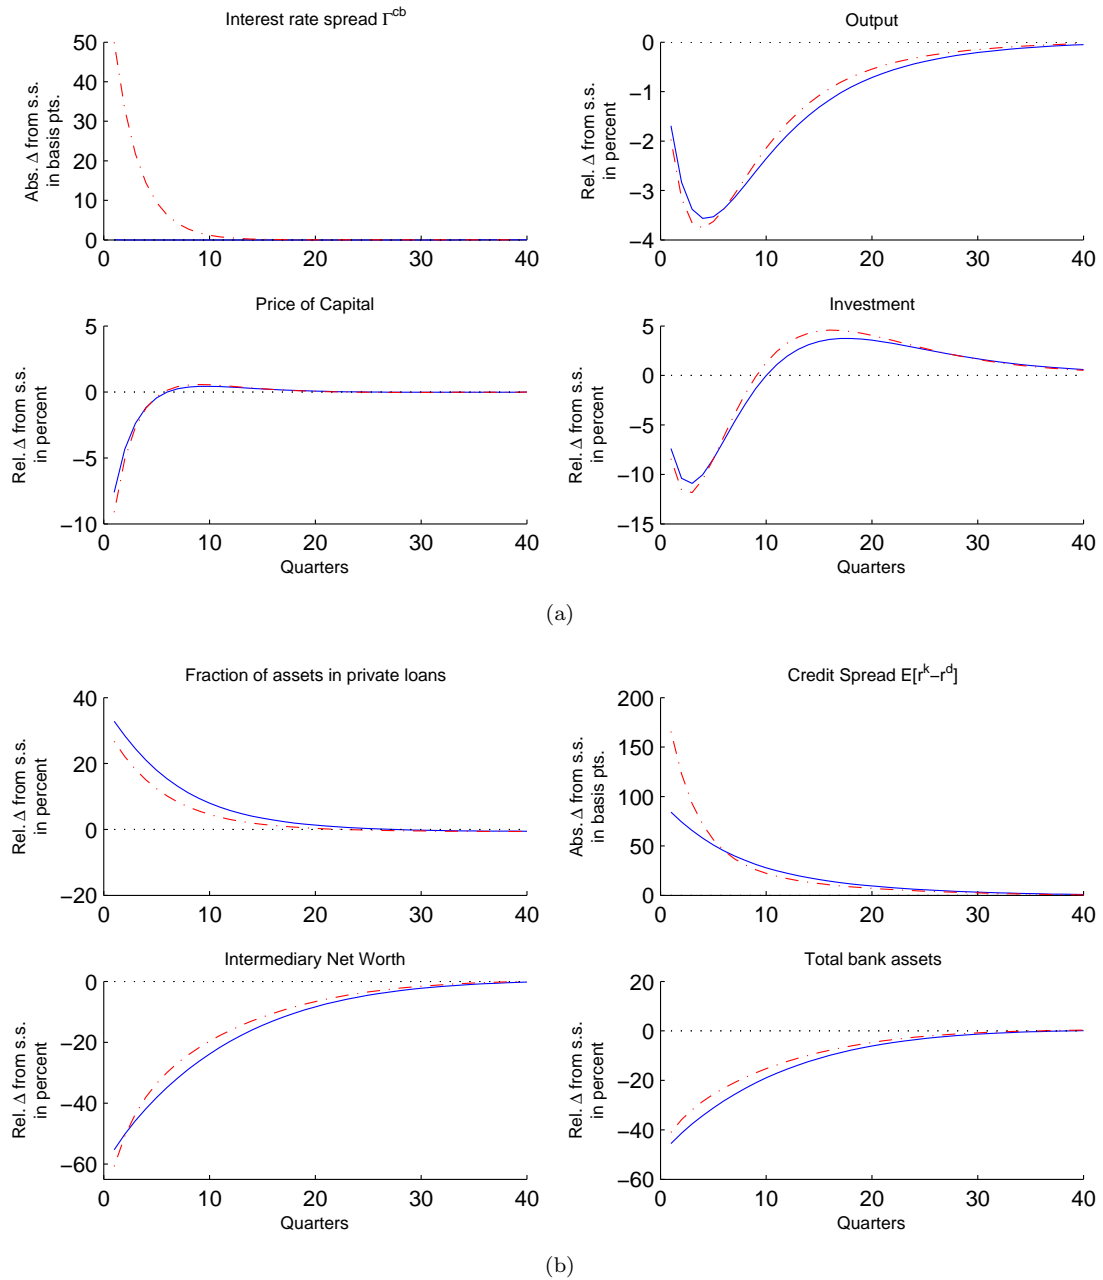 Interest rate spread Γcb
Abs. Δ from s.s.
in basis pts.
50
40
30
20
10
0
0 10 20 30 40
Output
Rel. Δ from s.s.
in percent
0
−1
−2
−3
−4
0 10 20 30 40
Price of Capital
Rel. Δ from s.s.
in percent
5
0
−5
−10
0 10 20 30 40
Quarters
Investment
Rel. Δ from s.s.
in percent
5
0
−5
−10
−15
0 10 20 30 40
Quarters
(a)
Fraction of assets in private loans
Rel. Δ from s.s.
in percent
40
20
0
−20
0 10 20 30 40
Credit Spread E[rk−rd]
Abs. Δ from s.s.
in basis pts.
200
150
100
50
0
0 10 20 30 40
Intermediary Net Worth
Rel. Δ from s.s.
in percent
0
−20
−40
−60
0 10 20 30 40
Quarters
Total bank assets
Rel. Δ from s.s.
in percent
20
0
−20
−40
−60
0 10 20 30 40
Quarters
(b)